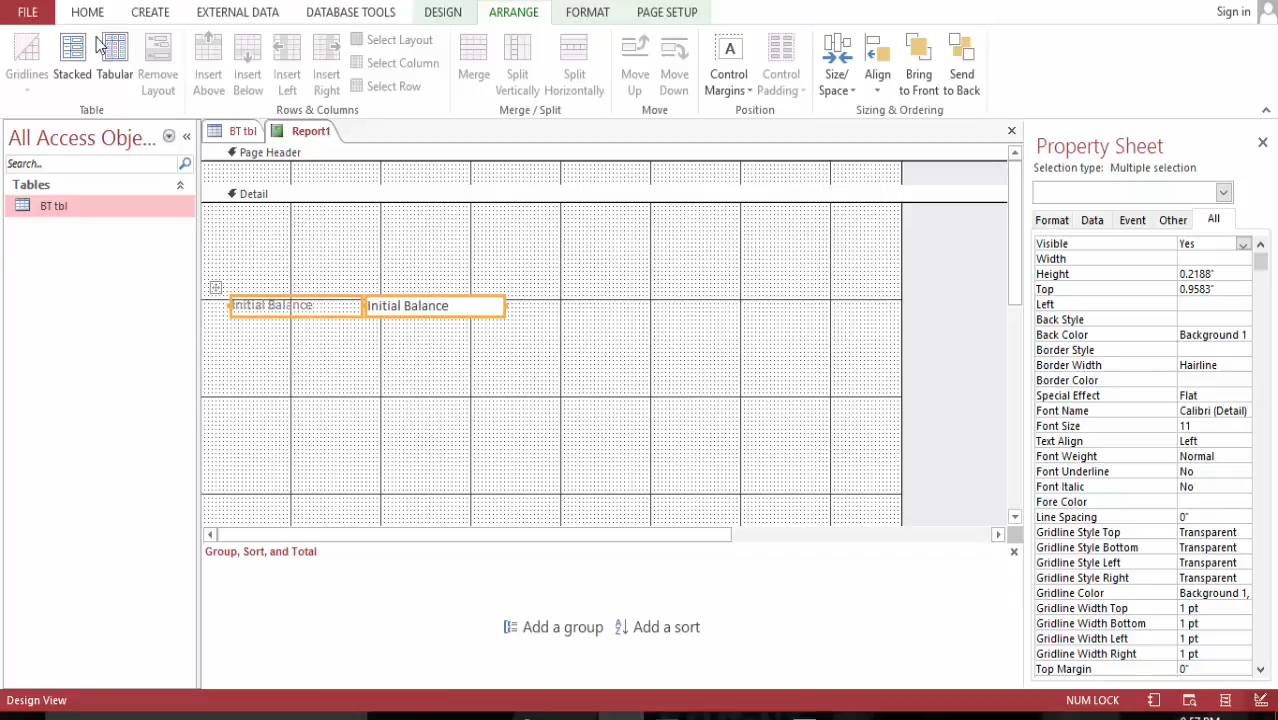 FILE HOME CREATE EXTERNAL DATA DATABASE TOOLS DESIGN ARRANGE FORMAT PAGE SETUP Sign in
Gridlines Stacked Tabular Remove Layout
Table
Insert Above Insert Below Insert Left Insert Right
Select Layout
Select Column
Select Row
Rows & Columns
Merge Split Vertically Split Horizontally
Merge / Split
Move Up Move Down
Move
Control Margins Control Padding
Position
Size/ Space Align Bring to Front Send to Back
Sizing & Ordering
All Access Obje...
Search...
Tables
BT tbl
BT tbl Report1
Page Header
Detail
Initial Balance Initial Balance
Group, Sort, and Total
Add a group Add a sort
Property Sheet
Selection type: Multiple selection
Format Data Event Other All
Visible Yes
Width
Height 0.2188"
Top 0.9583"
Left
Back Style
Back Color Background 1
Border Style
Border Width Hairline
Border Color
Special Effect Flat
Font Name Calibri (Detail)
Font Size 11
Text Align Left
Font Weight Normal
Font Underline No
Font Italic No
Fore Color
Line Spacing 0"
Gridline Style Top Transparent
Gridline Style Bottom Transparent
Gridline Style Left Transparent
Gridline Style Right Transparent
Gridline Color Background 1,
Gridline Width Top 1 pt
Gridline Width Bottom 1 pt
Gridline Width Left 1 pt
Gridline Width Right 1 pt
Top Margin 0"
Design View NUM LOCK